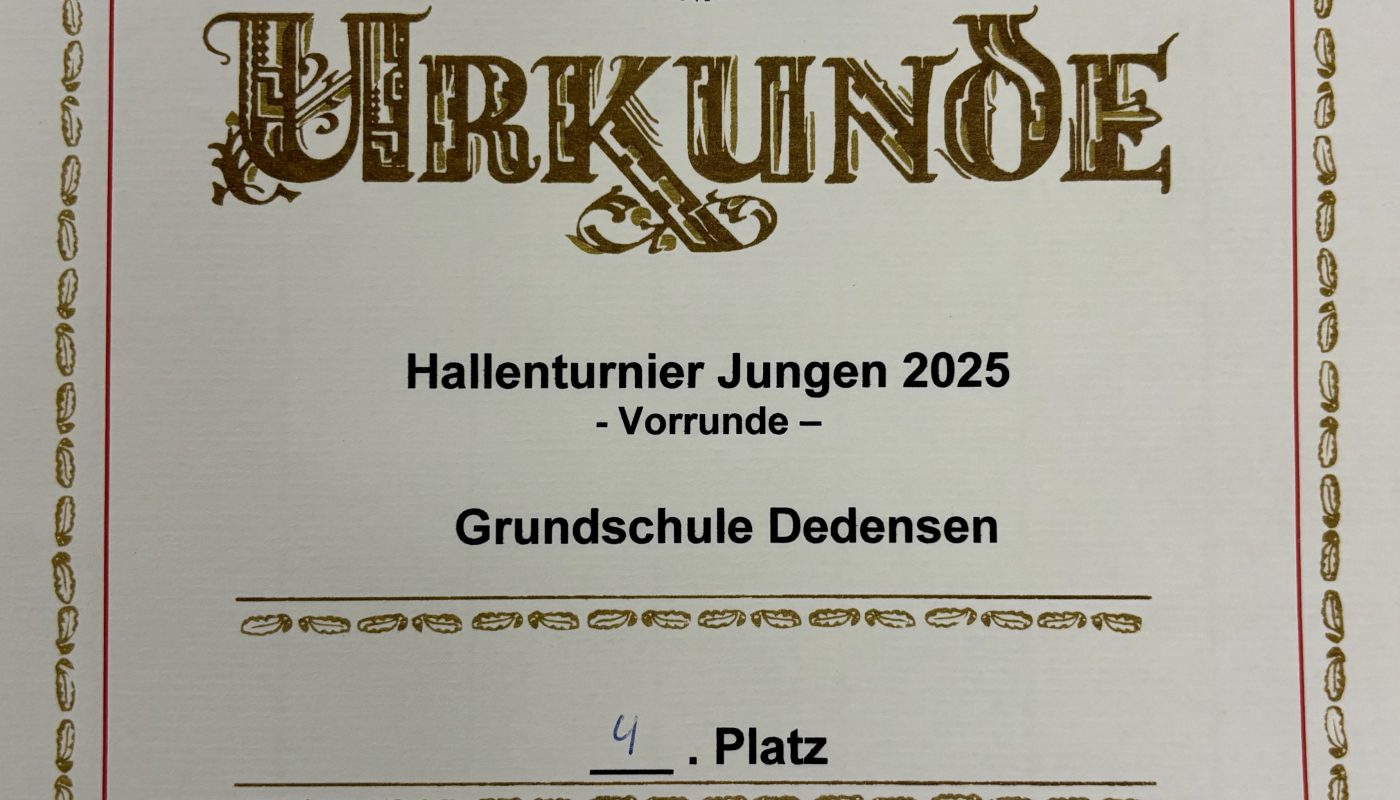 URKUNDE
Hallenturnier Jungen 2025
- Vorrunde –
Grundschule Dedensen
4 . Platz